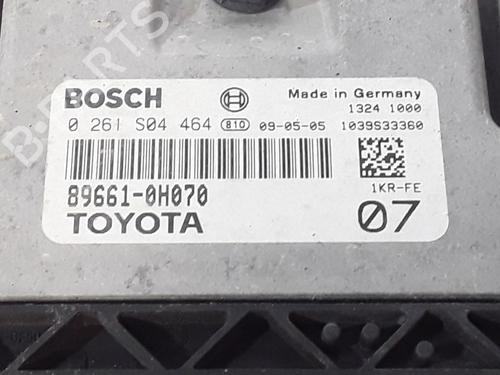 B-PARTS
BOSCH
Made in Germany
1324 1000
0 261 S04 464 810 09-05-05 1039S33360
89661-0H070
1KR-FE
TOYOTA
07